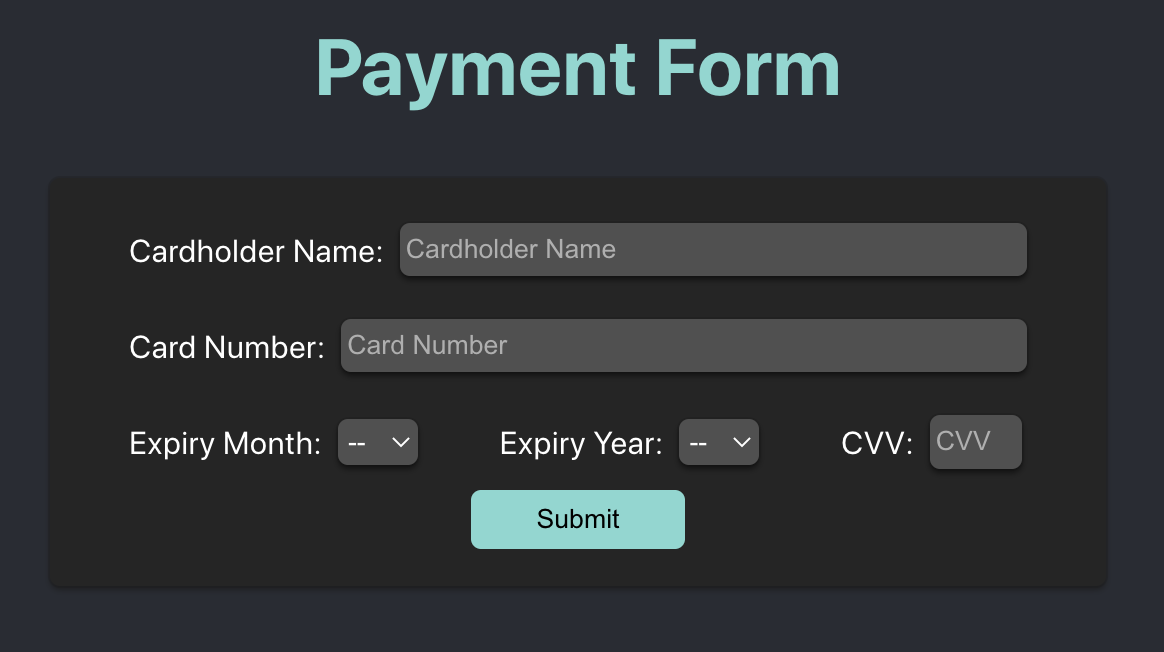 Payment Form
Cardholder Name: Cardholder Name
Card Number: Card Number
Expiry Month: -- Expiry Year: -- CVV: CVV
Submit